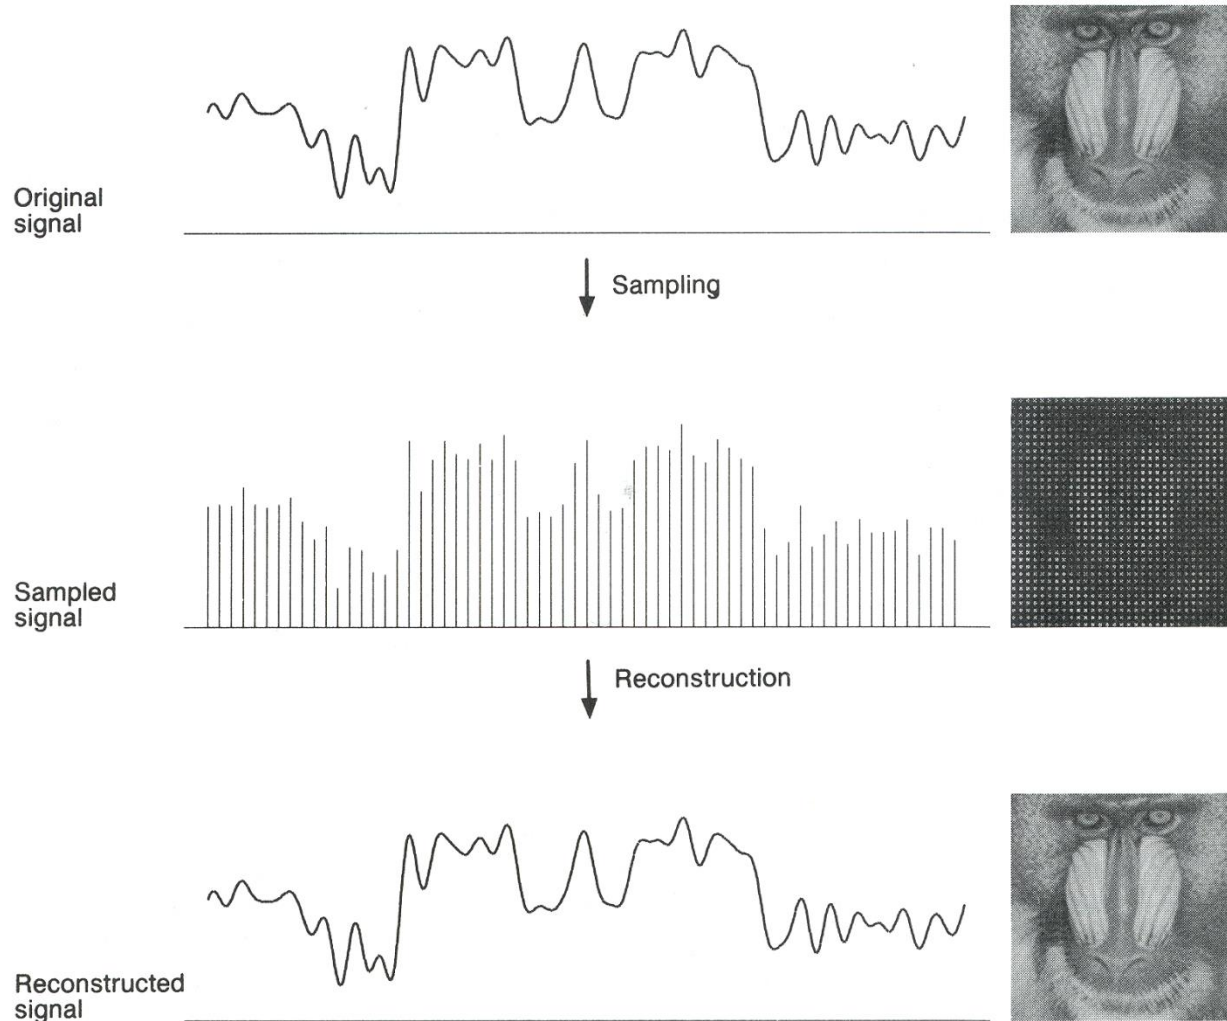 Original
signal
Sampling
Sampled
signal
Reconstruction
Reconstructed
signal